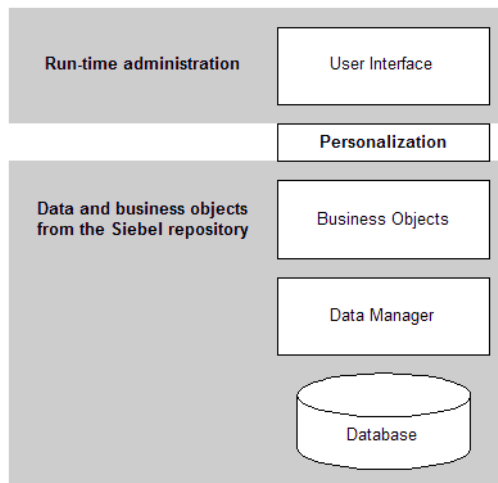 Run-time administration
User Interface
Personalization
Data and business objects
from the Siebel repository
Business Objects
Data Manager
Database